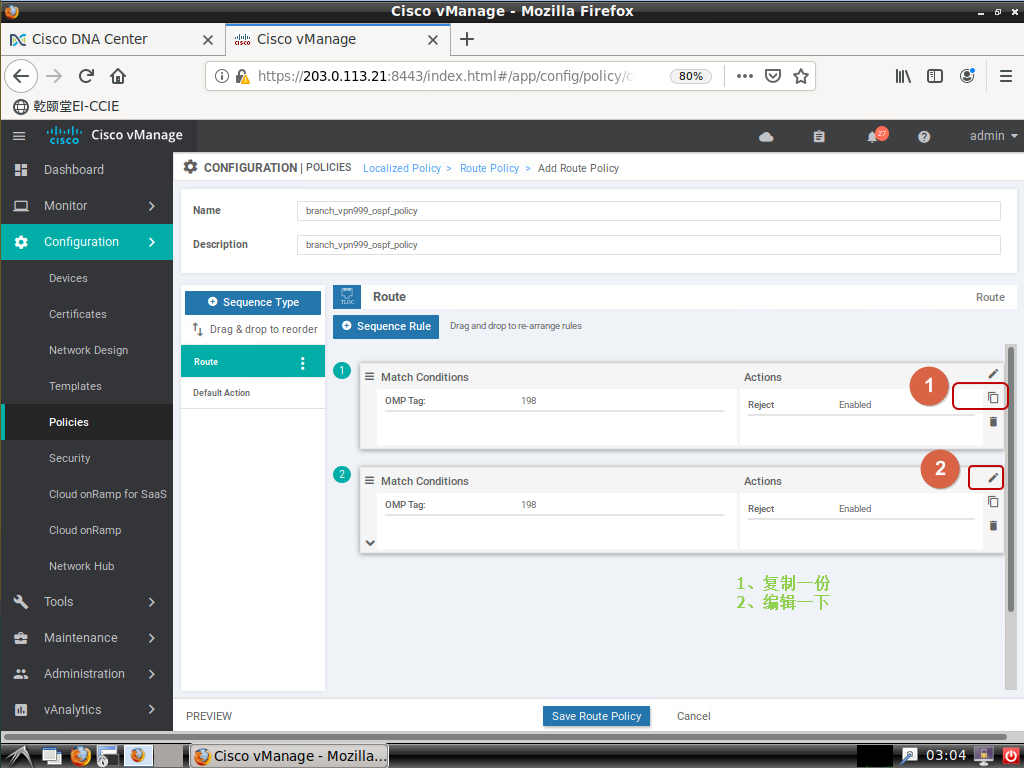 Cisco vManage - Mozilla Firefox
Cisco DNA Center
Cisco vManage
https://203.0.113.21:8443/index.html#/app/config/policy/c
80%
乾颐堂EI-CCIE
cisco
Cisco vManage
27
admin
Dashboard
Monitor
Configuration
Devices
Certificates
Network Design
Templates
Policies
Security
Cloud onRamp for SaaS
Cloud onRamp
Network Hub
Tools
Maintenance
Administration
vAnalytics
CONFIGURATION | POLICIES Localized Policy > Route Policy > Add Route Policy
Name branch_vpn999_ospf_policy
Description branch_vpn999_ospf_policy
Sequence Type
Drag & drop to reorder
Route
Default Action
TLOC
Route
Route
Sequence Rule
Drag and drop to re-arrange rules
1
Match Conditions
Actions
1
OMP Tag: 198
Reject Enabled
2
Match Conditions
Actions
2
OMP Tag: 198
Reject Enabled
1、复制一份
2、编辑一下
PREVIEW
Save Route Policy
Cancel
Cisco vManage - Mozilla...
03:04